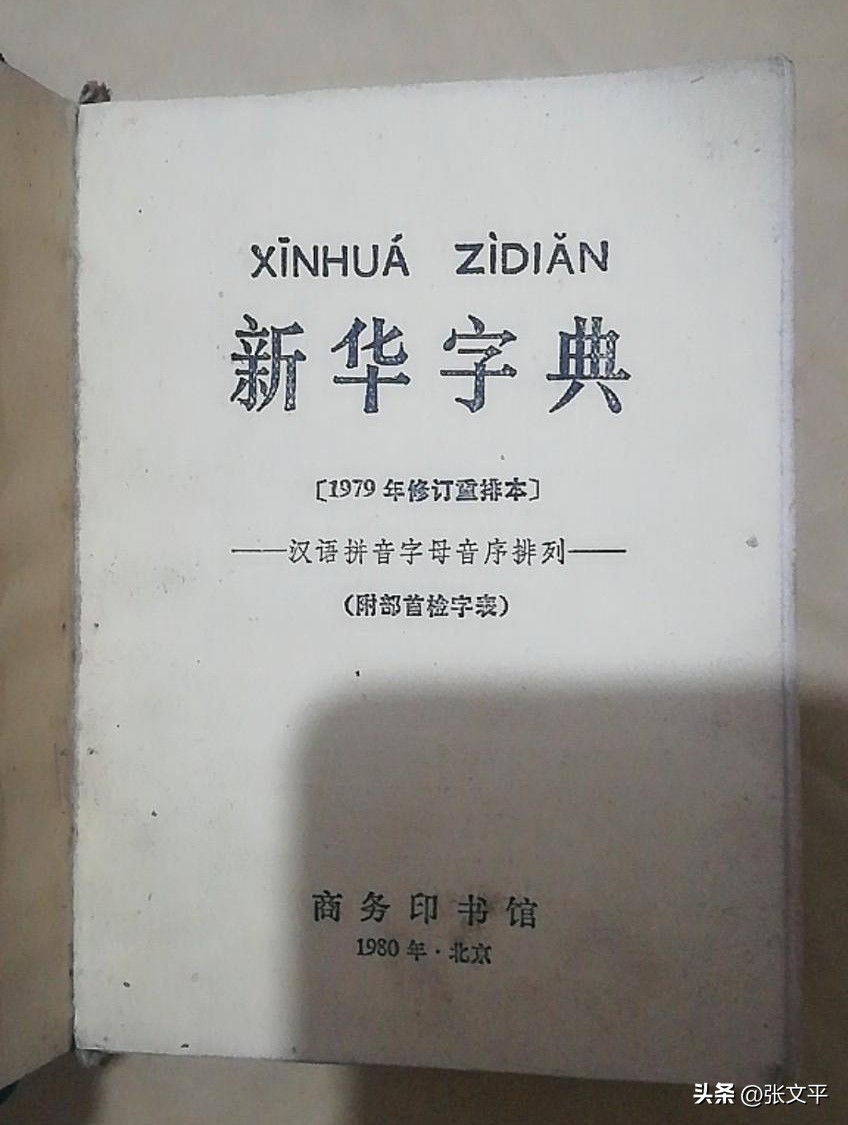 XĪNHUÁ ZÌDIǍN
新华字典
〔1979年修订重排本〕
——汉语拼音字母音序排列——
（附部首检字表）
商务印书馆
1980年·北京
头条 @张文平